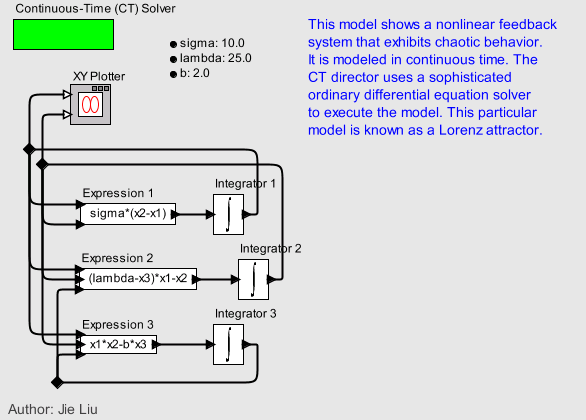 Continuous-Time (CT) Solver
sigma: 10.0
lambda: 25.0
b: 2.0
This model shows a nonlinear feedback
system that exhibits chaotic behavior.
It is modeled in continuous time. The
CT director uses a sophisticated
ordinary differential equation solver
to execute the model. This particular
model is known as a Lorenz attractor.
XY Plotter
Expression 1
sigma*(x2-x1)
Integrator 1
∫
Expression 2
(lambda-x3)*x1-x2
Integrator 2
∫
Expression 3
x1*x2-b*x3
Integrator 3
∫
Author: Jie Liu